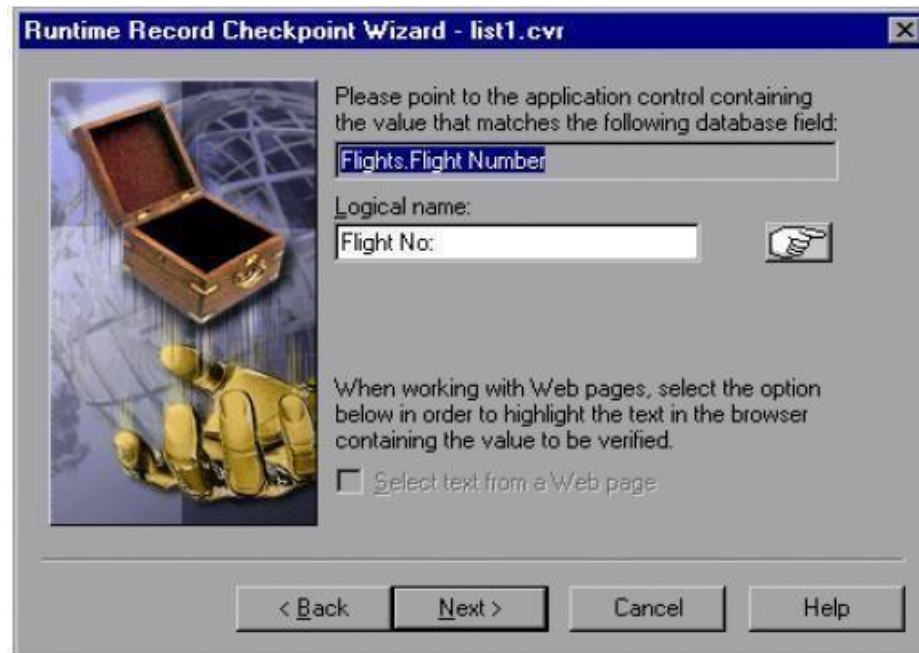 Runtime Record Checkpoint Wizard - list1.cvr
Please point to the application control containing
the value that matches the following database field:
Flights.Flight Number
Logical name:
Flight No:
When working with Web pages, select the option
below in order to highlight the text in the browser
containing the value to be verified.
Select text from a Web page
< Back
Next >
Cancel
Help